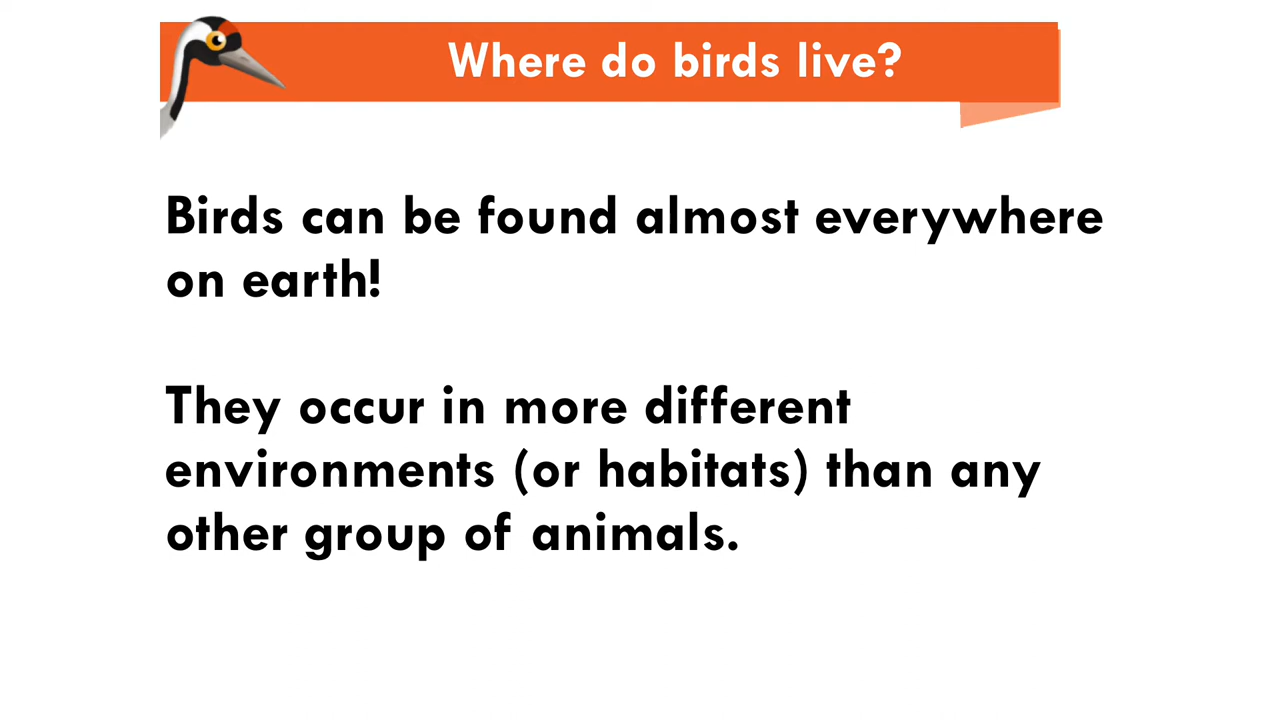 Where do birds live?
Birds can be found almost everywhere
on earth!
They occur in more different
environments (or habitats) than any
other group of animals.